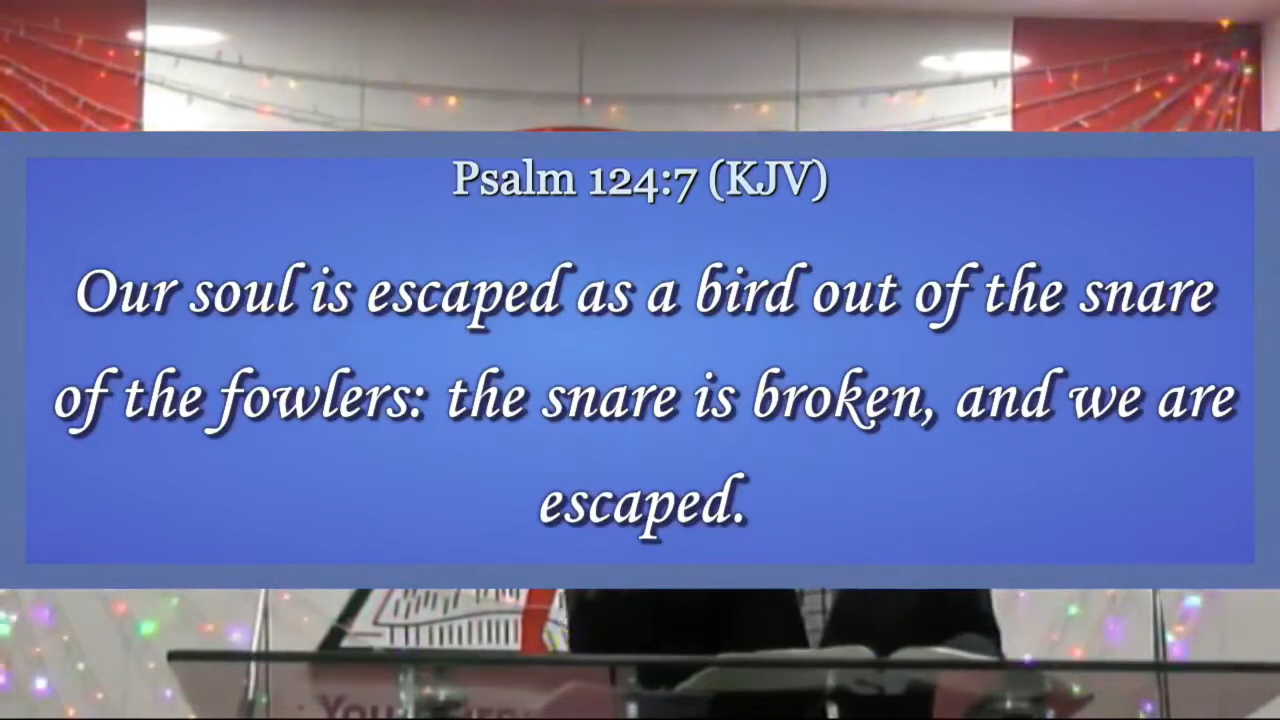 Psalm 124:7 (KJV)
Our soul is escaped as a bird out of the snare
of the fowlers: the snare is broken, and we are
escaped.